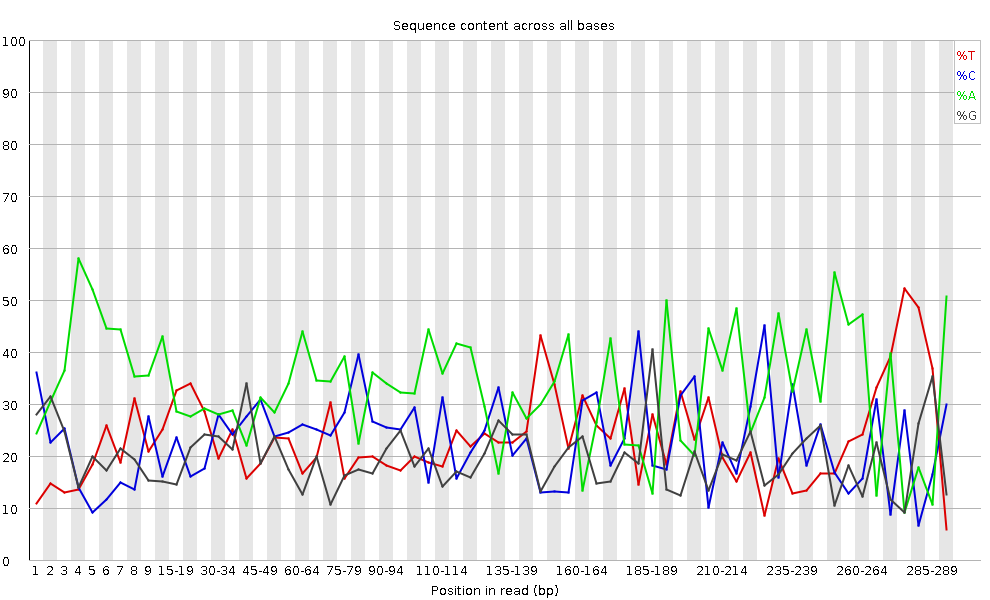 Sequence content across all bases
100
90
80
70
60
50
40
30
20
10
0
%T
%C
%A
%G
1 2 3 4 5 6 7 8 9 15-19 30-34 45-49 60-64 75-79 90-94 110-114 135-139 160-164 185-189 210-214 235-239 260-264 285-289
Position in read (bp)